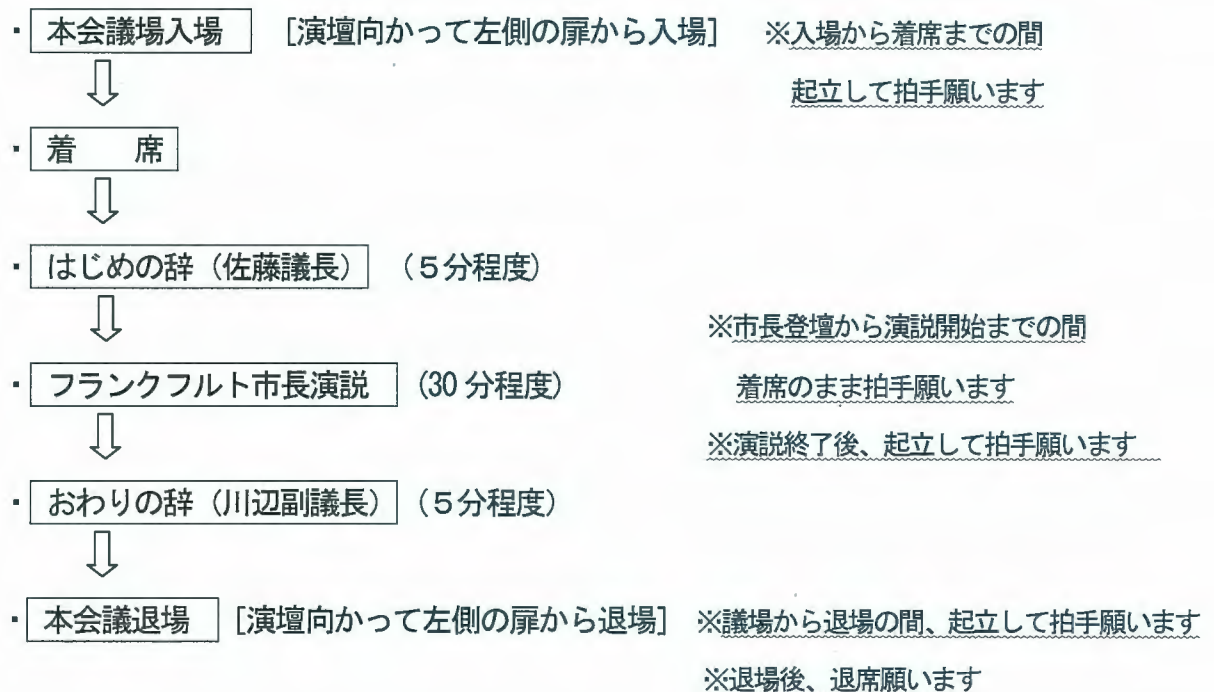 ・本会議場入場 ［演壇向かって左側の扉から入場］ ※入場から着席までの間
起立して拍手願います
⇩
・着　　席
⇩
・はじめの辞（佐藤議長） （５分程度）
⇩
※市長登壇から演説開始までの間
・フランクフルト市長演説 （30 分程度） 着席のまま拍手願います
⇩
※演説終了後、起立して拍手願います
・おわりの辞（川辺副議長） （５分程度）
⇩
・本会議退場 ［演壇向かって左側の扉から退場］ ※議場から退場の間、起立して拍手願います
※退場後、退席願います